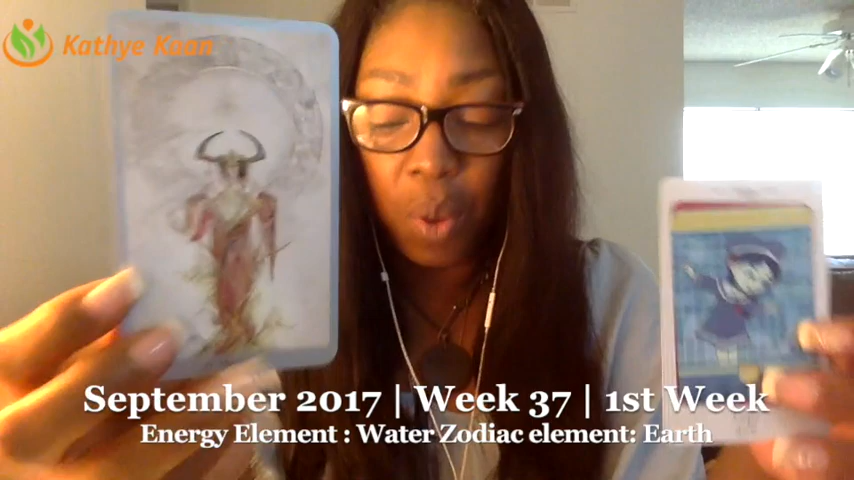 Kathye Kaan
September 2017 | Week 37 | 1st Week
Energy Element : Water Zodiac element: Earth